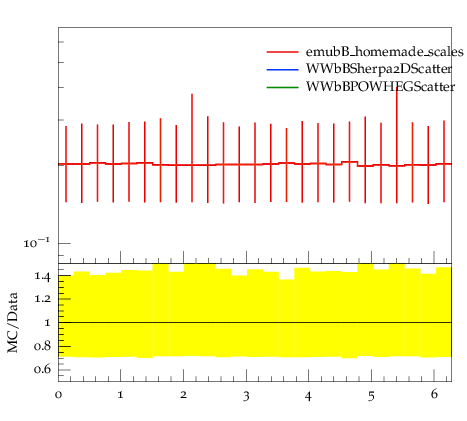 emubB_homemade_scales
WWbBSherpa2DScatter
WWbBPOWHEGScatter
10⁻¹
MC/Data
1.4
1.2
1
0.8
0.6
0 1 2 3 4 5 6